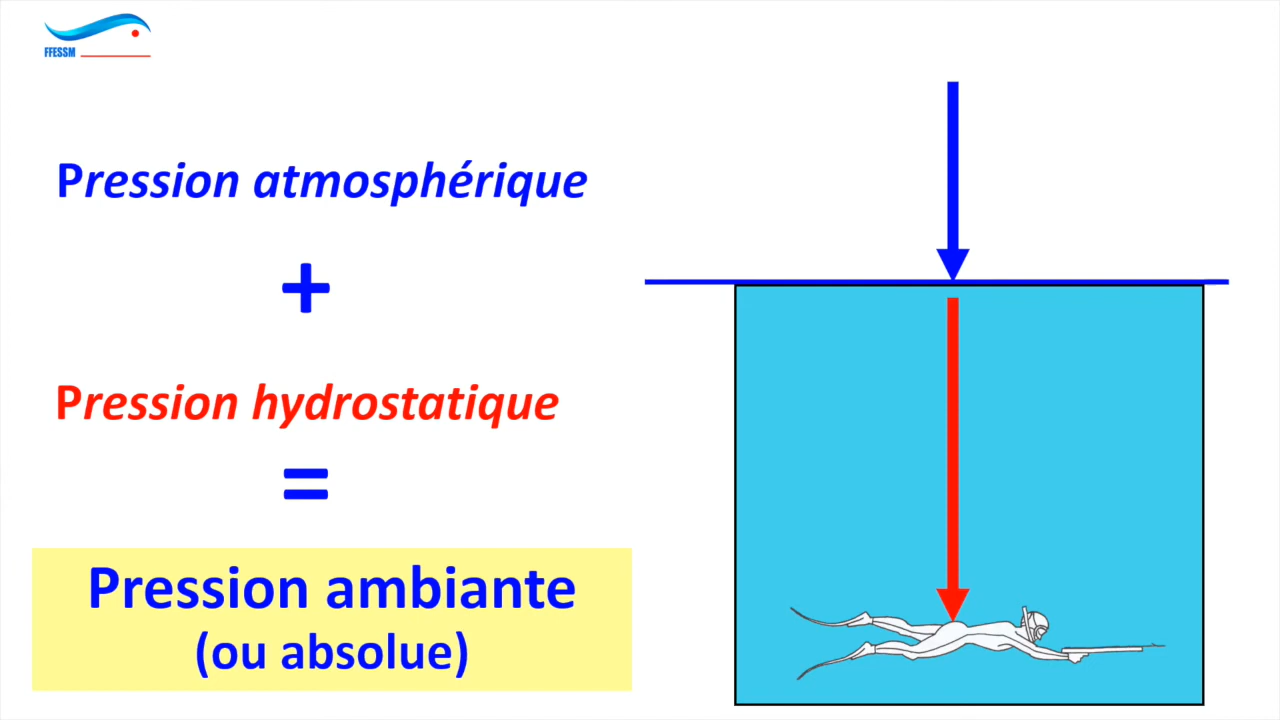 FFESSM
Pression atmosphérique
+
Pression hydrostatique
=
Pression ambiante
(ou absolue)